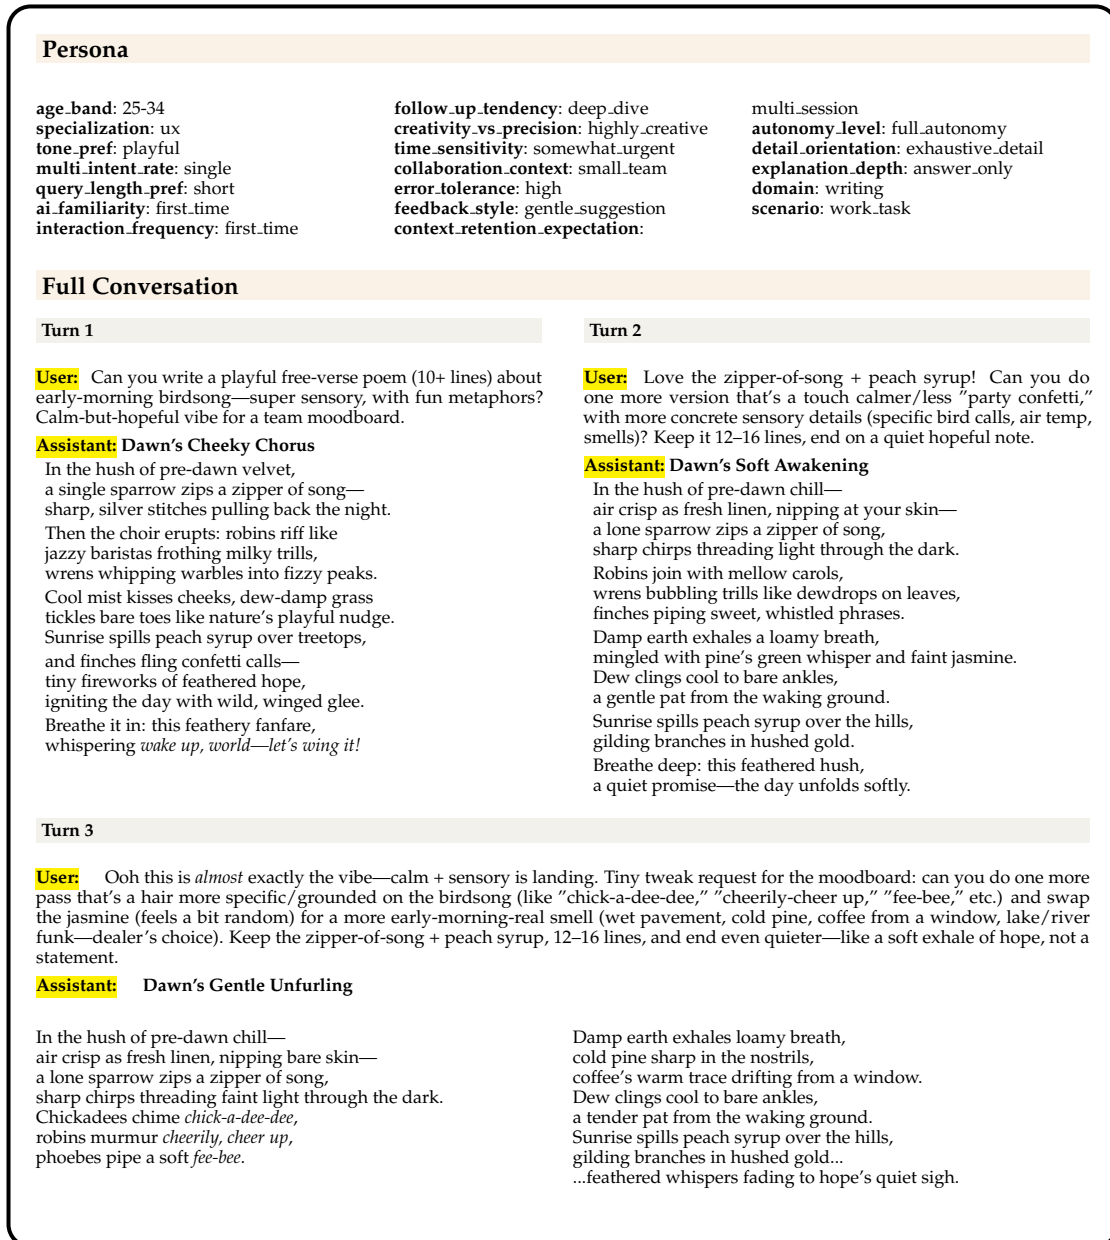 Persona
age_band: 25-34
specialization: ux
tone_pref: playful
multi_intent_rate: single
query_length_pref: short
ai_familiarity: first_time
interaction_frequency: first_time
follow_up_tendency: deep_dive
creativity_vs_precision: highly_creative
time_sensitivity: somewhat_urgent
collaboration_context: small_team
error_tolerance: high
feedback_style: gentle_suggestion
context_retention_expectation:
multi_session
autonomy_level: full_autonomy
detail_orientation: exhaustive_detail
explanation_depth: answer_only
domain: writing
scenario: work_task
Full Conversation
Turn 1
User: Can you write a playful free-verse poem (10+ lines) about
early-morning birdsong—super sensory, with fun metaphors?
Calm-but-hopeful vibe for a team moodboard.
Assistant: Dawn's Cheeky Chorus
In the hush of pre-dawn velvet,
a single sparrow zips a zipper of song—
sharp, silver stitches pulling back the night.
Then the choir erupts: robins riff like
jazzy baristas frothing milky trills,
wrens whipping warbles into fizzy peaks.
Cool mist kisses cheeks, dew-damp grass
tickles bare toes like nature's playful nudge.
Sunrise spills peach syrup over treetops,
and finches fling confetti calls—
tiny fireworks of feathered hope,
igniting the day with wild, winged glee.
Breathe it in: this feathery fanfare,
whispering wake up, world—let's wing it!
Turn 2
User: Love the zipper-of-song + peach syrup! Can you do
one more version that's a touch calmer/less "party confetti,"
with more concrete sensory details (specific bird calls, air temp,
smells)? Keep it 12–16 lines, end on a quiet hopeful note.
Assistant: Dawn's Soft Awakening
In the hush of pre-dawn chill—
air crisp as fresh linen, nipping at your skin—
a lone sparrow zips a zipper of song,
sharp chirps threading light through the dark.
Robins join with mellow carols,
wrens bubbling trills like dewdrops on leaves,
finches piping sweet, whistled phrases.
Damp earth exhales a loamy breath,
mingled with pine's green whisper and faint jasmine.
Dew clings cool to bare ankles,
a gentle pat from the waking ground.
Sunrise spills peach syrup over the hills,
gilding branches in hushed gold.
Breathe deep: this feathered hush,
a quiet promise—the day unfolds softly.
Turn 3
User: Ooh this is almost exactly the vibe—calm + sensory is landing. Tiny tweak request for the moodboard: can you do one more
pass that's a hair more specific/grounded on the birdsong (like "chick-a-dee-dee," "cheerily-cheer up," "fee-bee," etc.) and swap
the jasmine (feels a bit random) for a more early-morning-real smell (wet pavement, cold pine, coffee from a window, lake/river
funk—dealer's choice). Keep the zipper-of-song + peach syrup, 12–16 lines, and end even quieter—like a soft exhale of hope, not a
statement.
Assistant: Dawn's Gentle Unfurling
In the hush of pre-dawn chill—
air crisp as fresh linen, nipping bare skin—
a lone sparrow zips a zipper of song,
sharp chirps threading faint light through the dark.
Chickadees chime chick-a-dee-dee,
robins murmur cheerily, cheer up,
phoebes pipe a soft fee-bee.
Damp earth exhales loamy breath,
cold pine sharp in the nostrils,
coffee's warm trace drifting from a window.
Dew clings cool to bare ankles,
a tender pat from the waking ground.
Sunrise spills peach syrup over the hills,
gilding branches in hushed gold...
...feathered whispers fading to hope's quiet sigh.